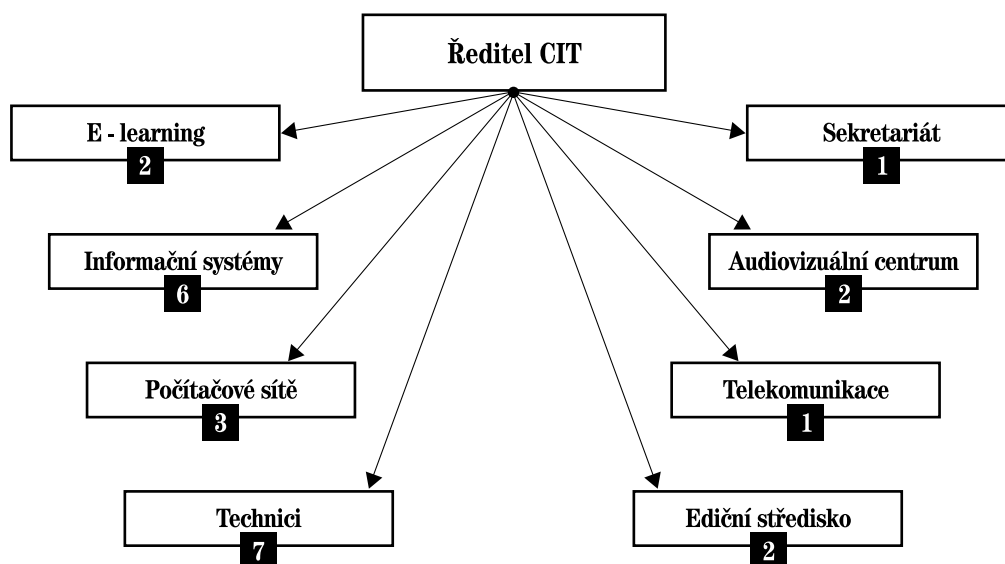 Ředitel CIT
E - learning
2
Sekretariát
1
Informační systémy
6
Audiovizuální centrum
2
Počítačové sítě
3
Telekomunikace
1
Technici
7
Ediční středisko
2